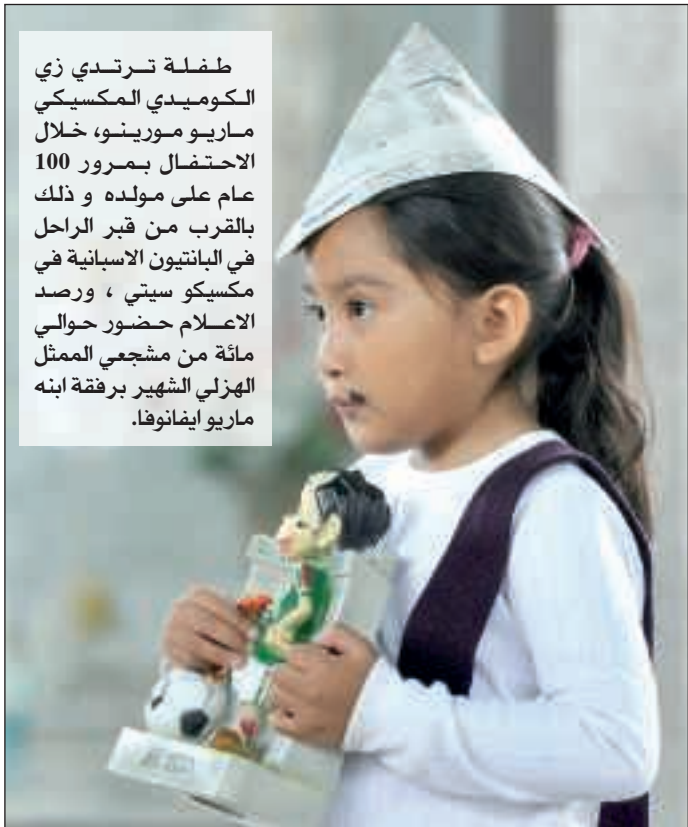 طفلة ترتدي زي
الكوميدي المكسيكي
ماريو مورينو، خلال
الاحتفال بمرور 100
عام على مولده و ذلك
بالقرب من قبر الراحل
في البانتيون الاسبانية في
مكسيكو سيتي ، ورصد
الاعلام حضور حوالي
مائة من مشجعي الممثل
الهزلي الشهير برفقة ابنه
ماريو ايفانوفا.